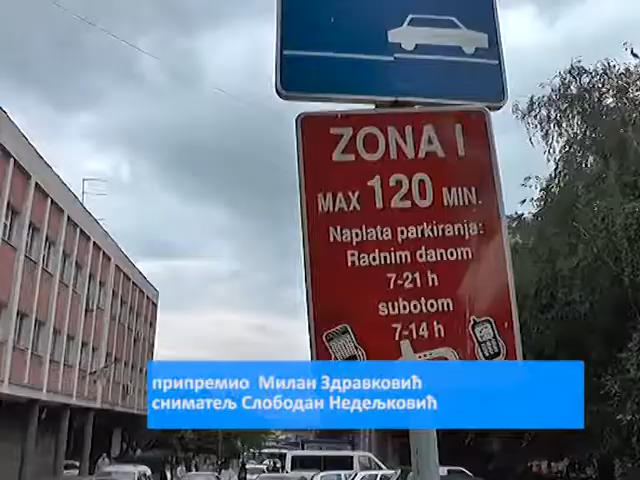 ZONA I
MAX 120 MIN.
Naplata parkiranja:
Radnim danom
7-21 h
subotom
7-14 h
припремио Милан Здравковић
сниматељ Слободан Недељковић